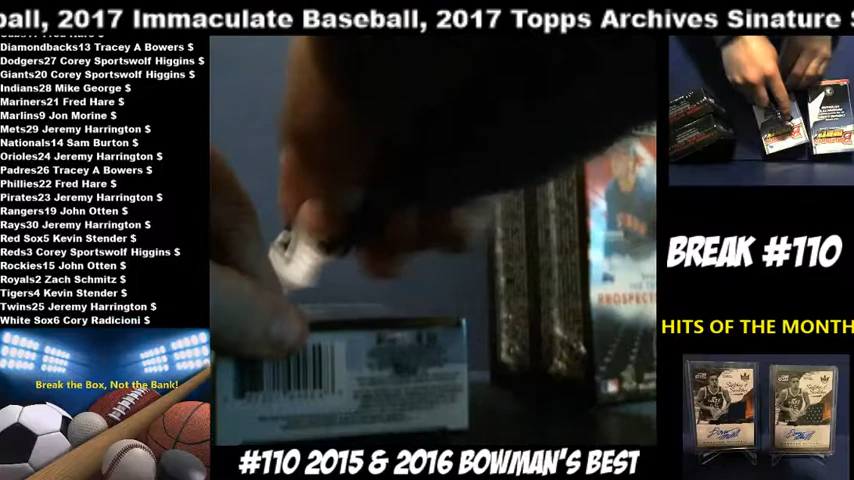 ball, 2017 Immaculate Baseball, 2017 Topps Archives Sinature S
Diamondbacks13 Tracey A Bowers $
Dodgers27 Corey Sportswolf Higgins $
Giants20 Corey Sportswolf Higgins $
Indians28 Mike George $
Mariners21 Fred Hare $
Marlins9 Jon Morine $
Mets29 Jeremy Harrington $
Nationals14 Sam Burton $
Orioles24 Jeremy Harrington $
Padres26 Tracey A Bowers $
Phillies22 Fred Hare $
Pirates23 Jeremy Harrington $
Rangers19 John Otten $
Rays30 Jeremy Harrington $
Red Sox5 Kevin Stender $
Reds3 Corey Sportswolf Higgins $
Rockies15 John Otten $
Royals2 Zach Schmitz $
Tigers4 Kevin Stender $
Twins25 Jeremy Harrington $
White Sox6 Cory Radicioni $
Break the Box, Not the Bank!
PROSPECT
BREAK #110
HITS OF THE MONTH
#110 2015 & 2016 BOWMAN'S BEST